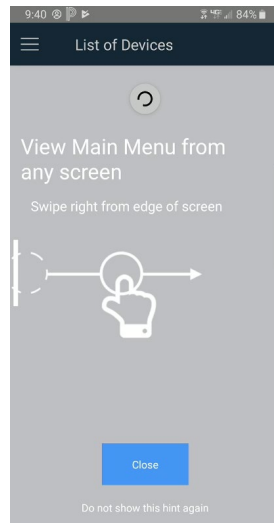 9:40 84%
List of Devices
View Main Menu from
any screen
Swipe right from edge of screen
Close
Do not show this hint again